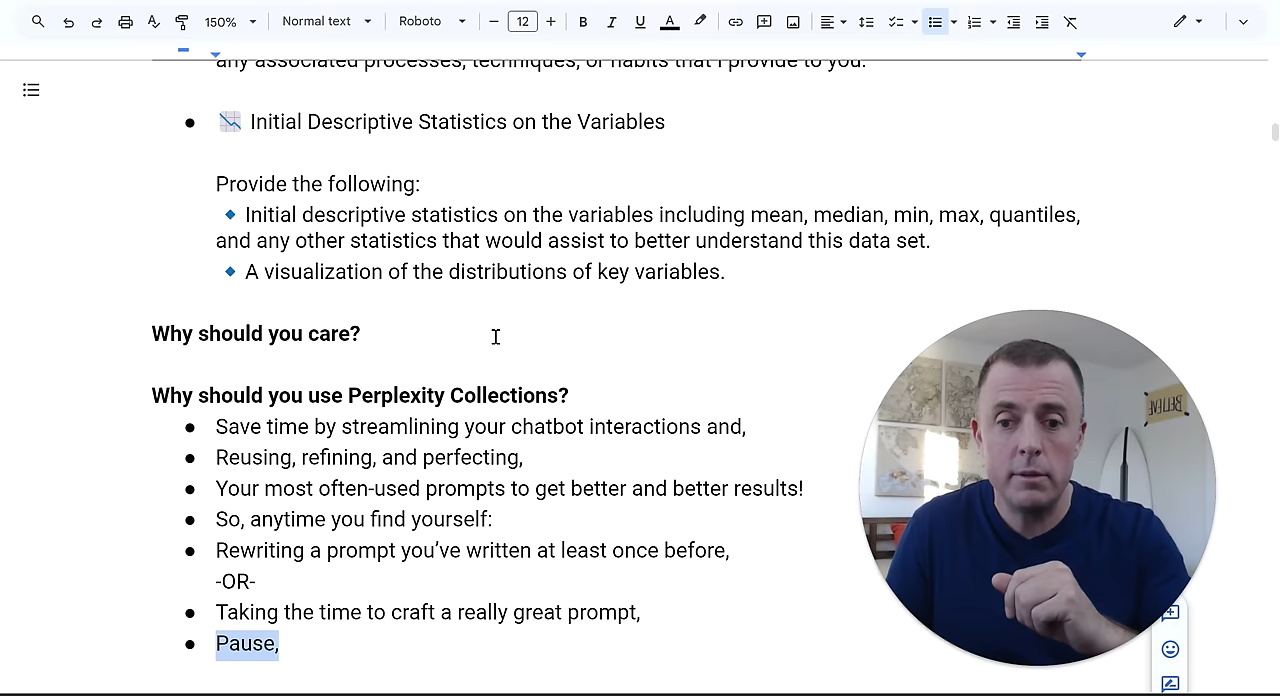 150%
Normal text
Roboto
12
B I U A
any associated processes, techniques, or habits that I provide to you.
● Initial Descriptive Statistics on the Variables
Provide the following:
Initial descriptive statistics on the variables including mean, median, min, max, quantiles,
and any other statistics that would assist to better understand this data set.
A visualization of the distributions of key variables.
Why should you care?
Why should you use Perplexity Collections?
● Save time by streamlining your chatbot interactions and,
● Reusing, refining, and perfecting,
● Your most often-used prompts to get better and better results!
● So, anytime you find yourself:
● Rewriting a prompt you’ve written at least once before,
-OR-
● Taking the time to craft a really great prompt,
● Pause,
BELIEVE